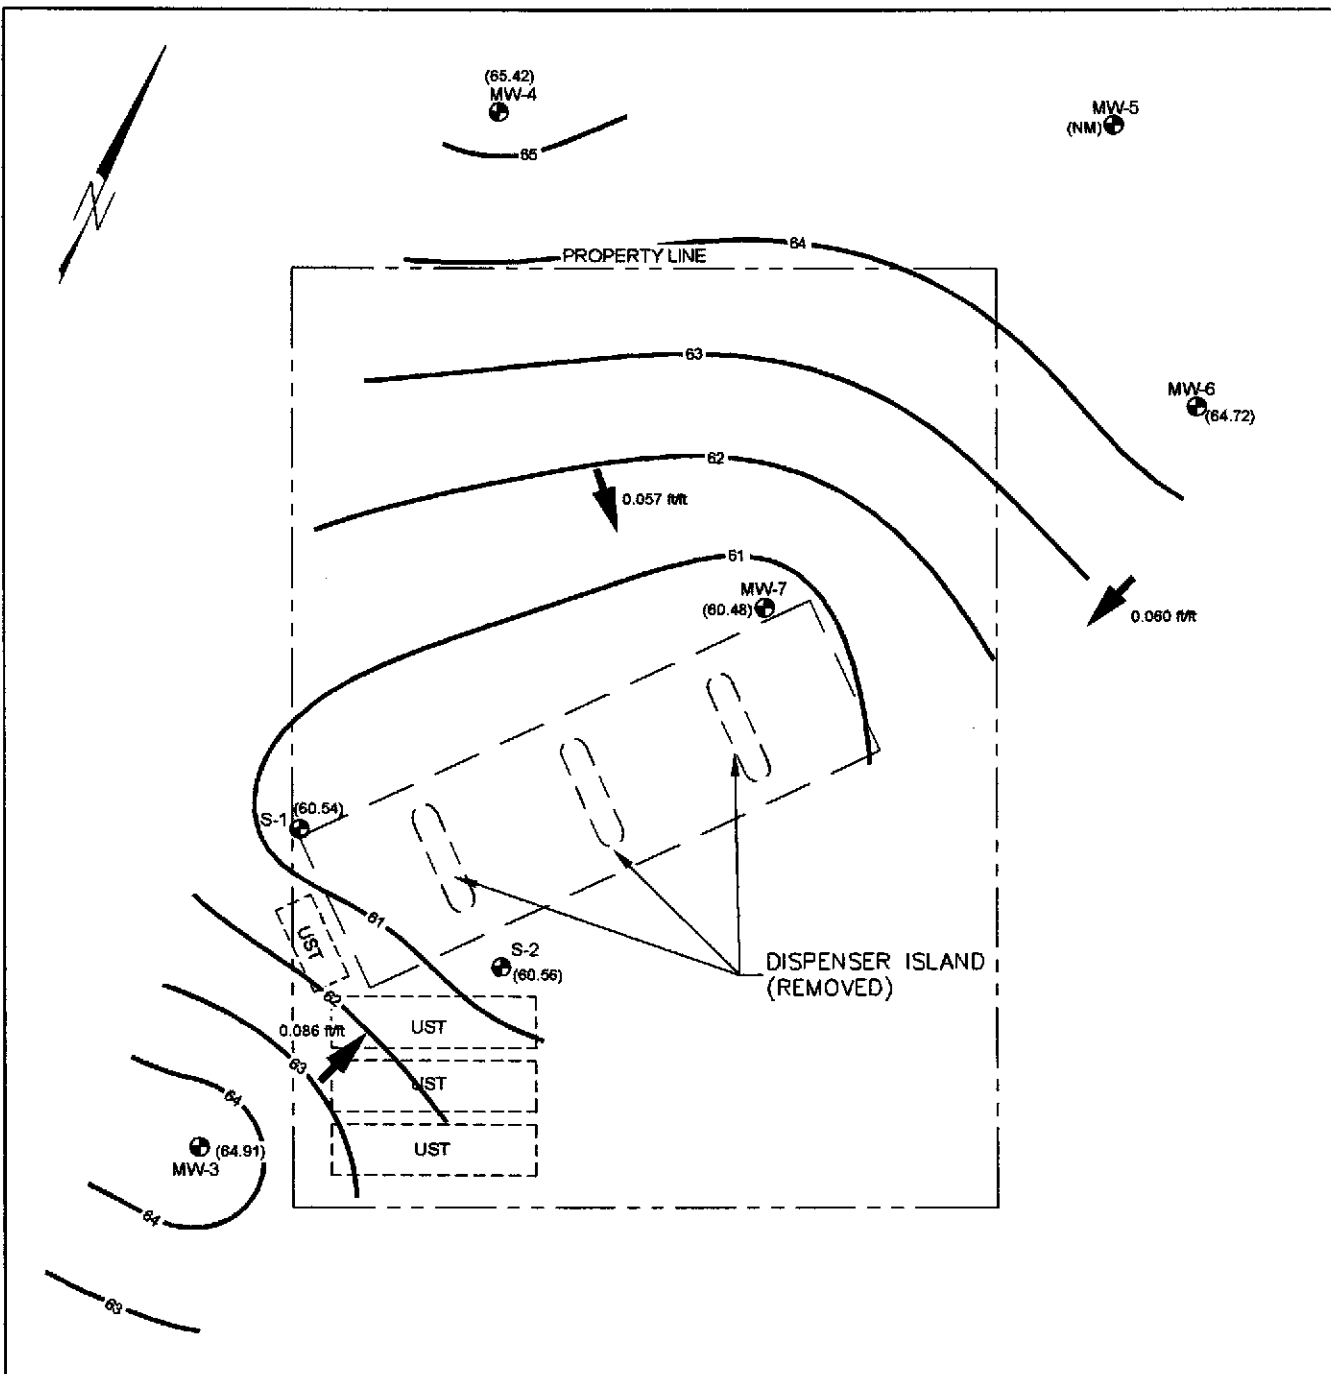 (65.42)
MW-4
65
MW-5
(NM)
N
64
PROPERTY LINE
63
MW-6
(64.72)
62
0.057 ft/ft
61
MW-7
(60.48)
0.060 ft/ft
S-1 (60.54)
61
UST
S-2
(60.56)
DISPENSER ISLAND
(REMOVED)
62
UST
0.086 ft/ft
63
UST
64
MW-3 (64.91)
UST
64
63